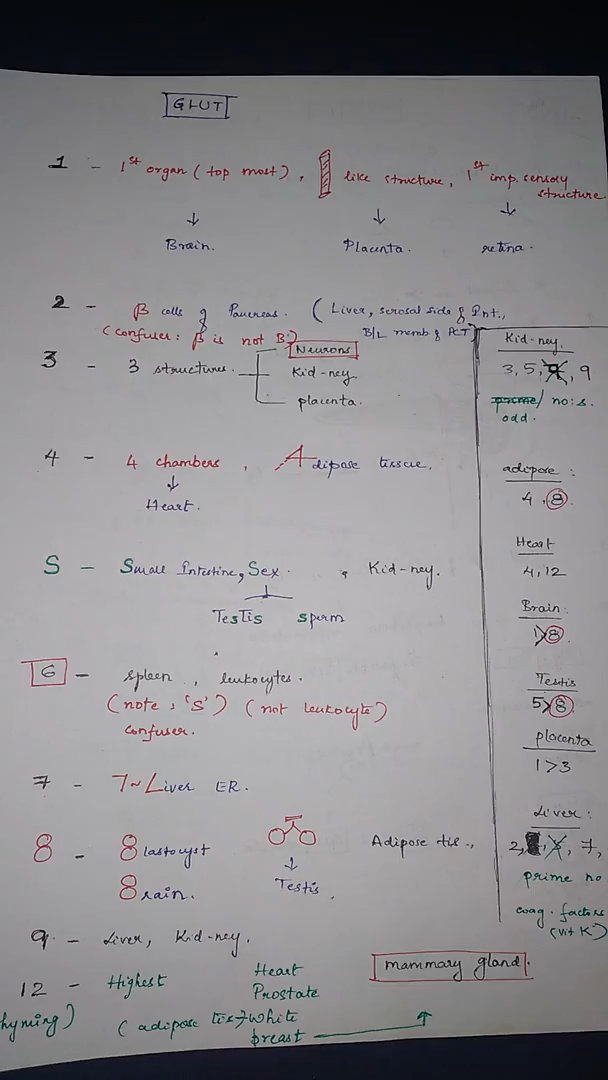 GLUT
1 - 1st organ (top most), like structure, 1st imp. sensory structure
Brain. Placenta. retina.
2 - β cells of Pancreas. (Liver, serosal side of Int.,
(confuser: β is not B:) B/L memb of PCT)
3 - 3 structures. Neurons
Kid-ney
placenta.
4 - 4 chambers, Adipose tissue.
Heart.
S - Small Intestine, Sex. , Kid-ney.
Testis sperm
6 - spleen, leukocytes.
(note, 'S') (not leukocyte)
confuser.
7 - 7~Liver ER.
8 - 8lastocyst Adipose tis.,
8rain. Testis.
9 - Liver, Kid-ney.
12 - Highest Heart mammary gland.
Prostate
hyming) (adipose tis→white
breast
Kid-ney.
3, 5, 9
/ no:s.
odd.
adipose:
4, 8
Heart
4, 12
Brain:
1>8
Testis
5>8
placenta
1>3
Liver:
2, 7,
prime no
coag. factors
(vit K)